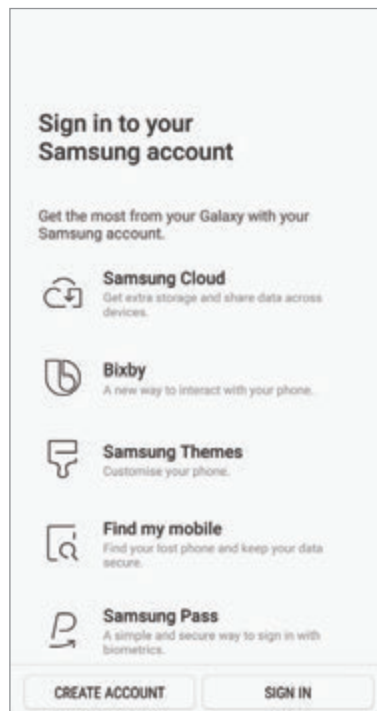 Sign in to your
Samsung account
Get the most from your Galaxy with your
Samsung account.
Samsung Cloud
Get extra storage and share data across
devices.
Bixby
A new way to interact with your phone.
Samsung Themes
Customise your phone.
Find my mobile
Find your lost phone and keep your data
secure.
Samsung Pass
A simple and secure way to sign in with
biometrics.
CREATE ACCOUNT
SIGN IN